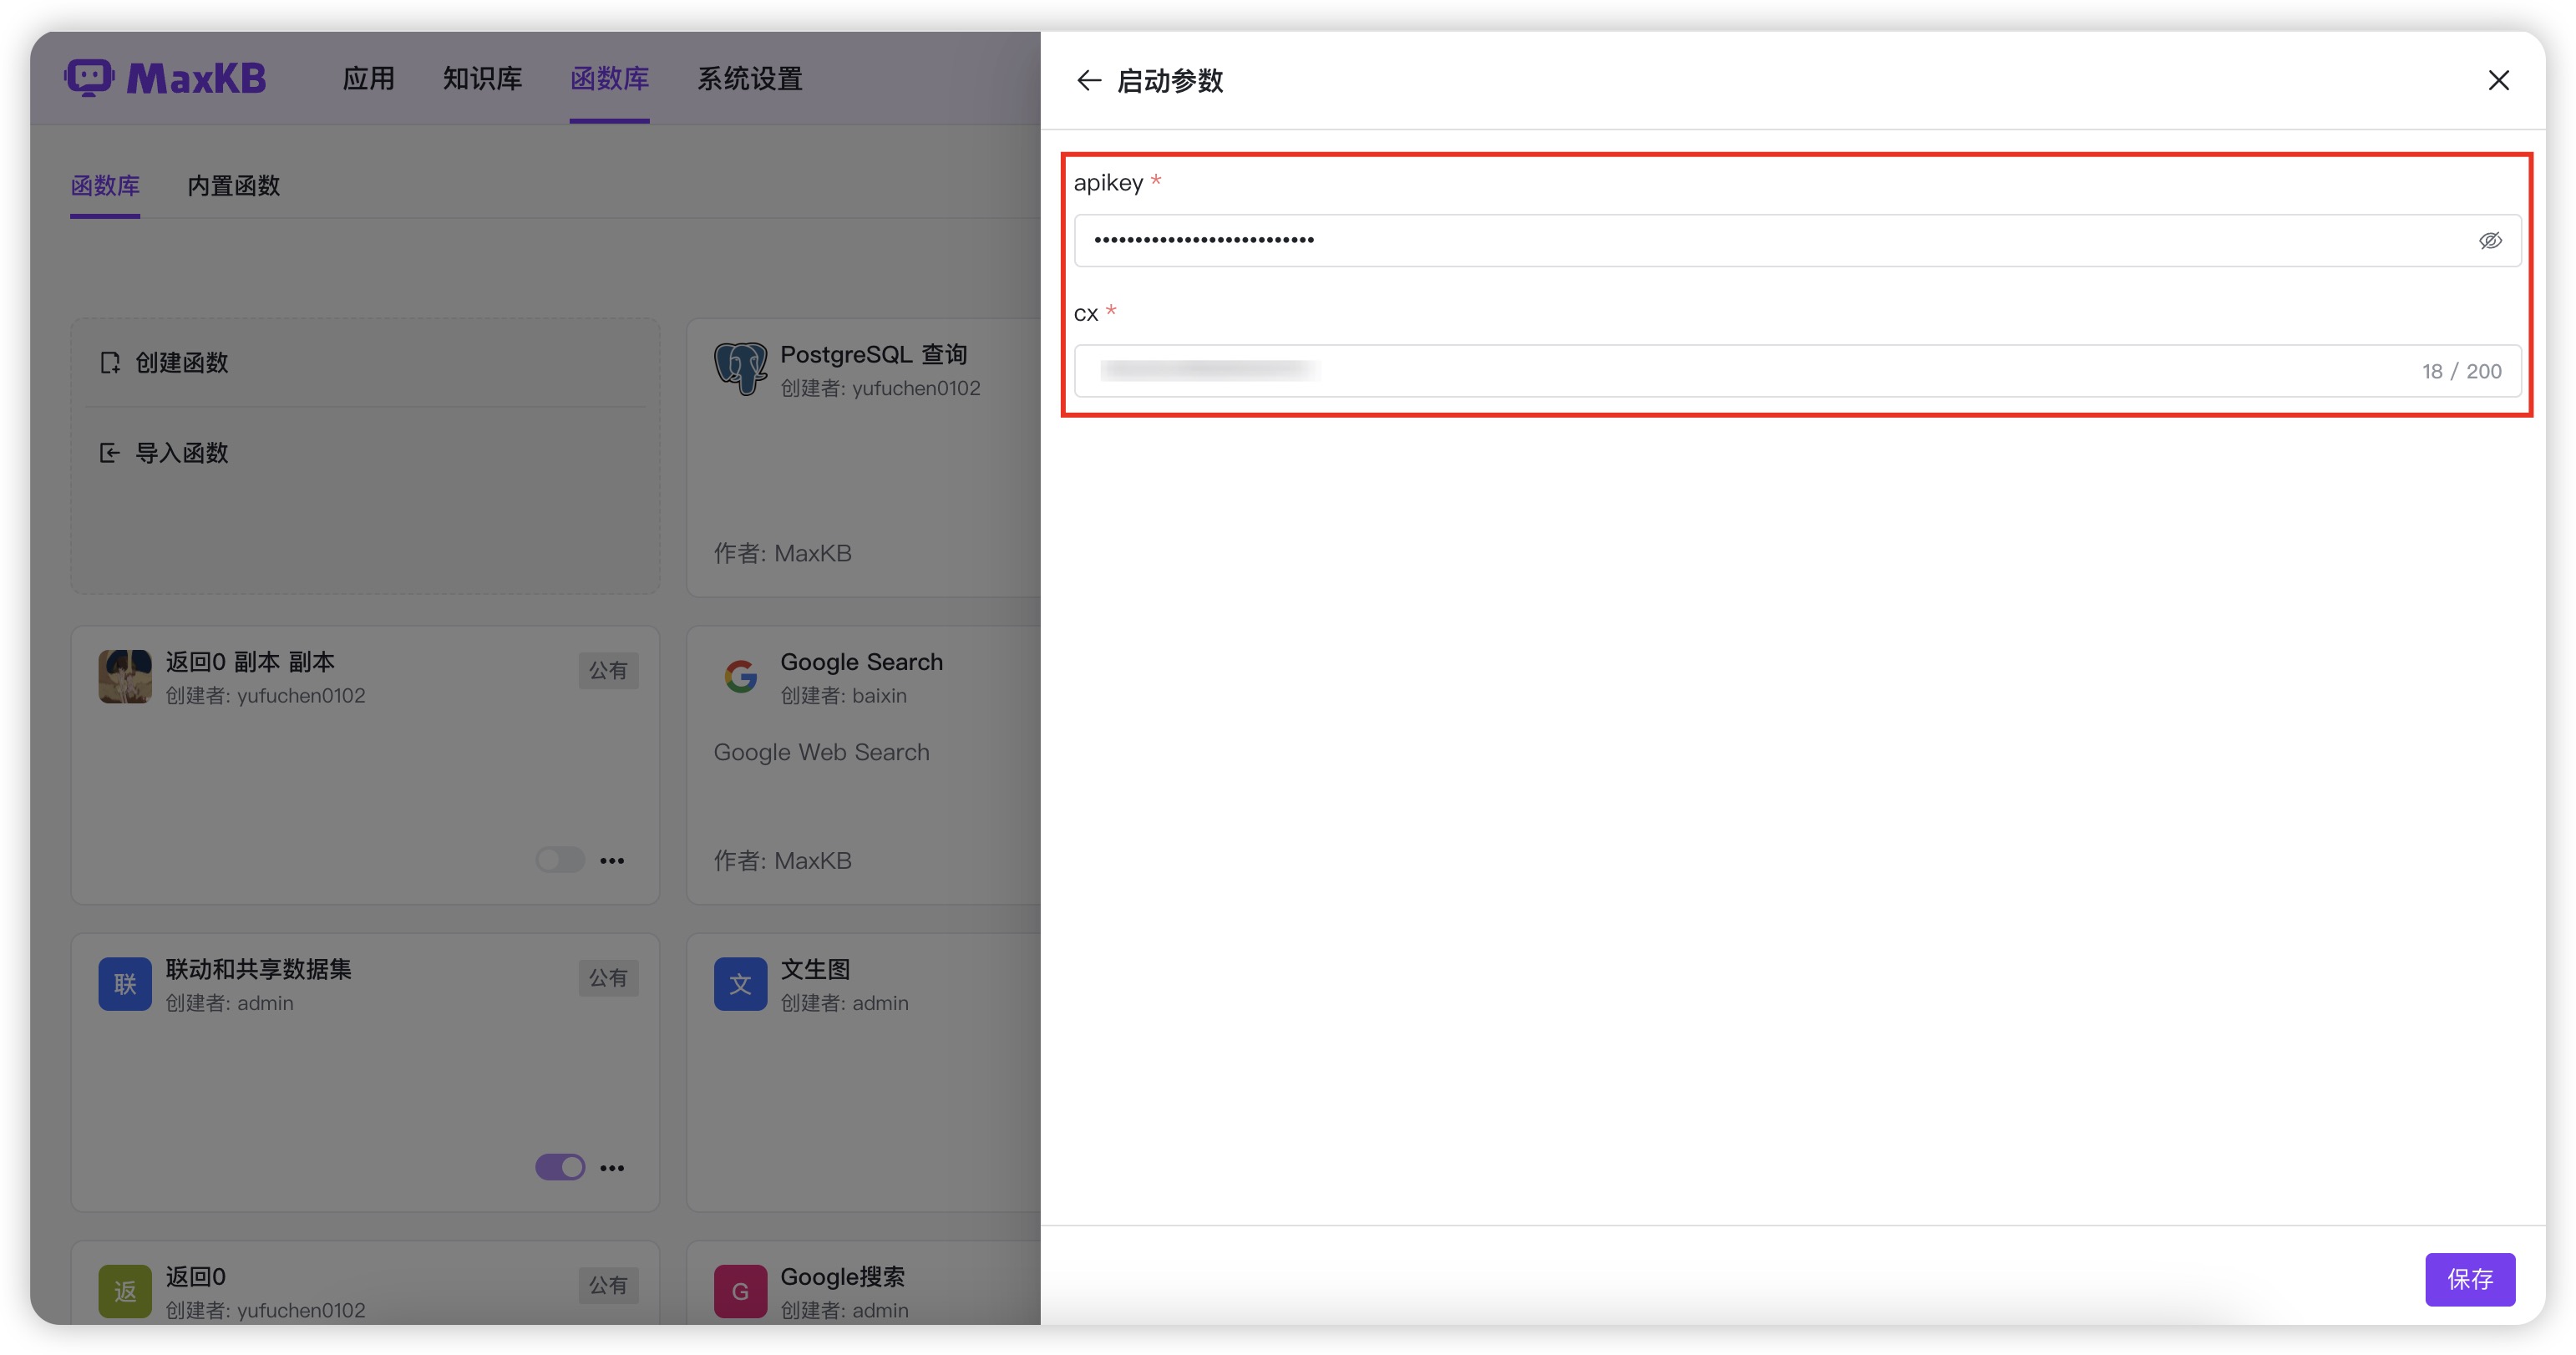 MaxKB
应用
知识库
函数库
系统设置
函数库
内置函数
创建函数
导入函数
PostgreSQL 查询
创建者: yufuchen0102
作者: MaxKB
返回0 副本 副本
创建者: yufuchen0102
公有
Google Search
创建者: baixin
Google Web Search
作者: MaxKB
联 联动和共享数据集
创建者: admin
公有
文 文生图
创建者: admin
返 返回0
创建者: yufuchen0102
公有
G Google搜索
创建者: admin
启动参数
apikey *
••••••••••••••••••••••••••••
cx *
18 / 200
保存